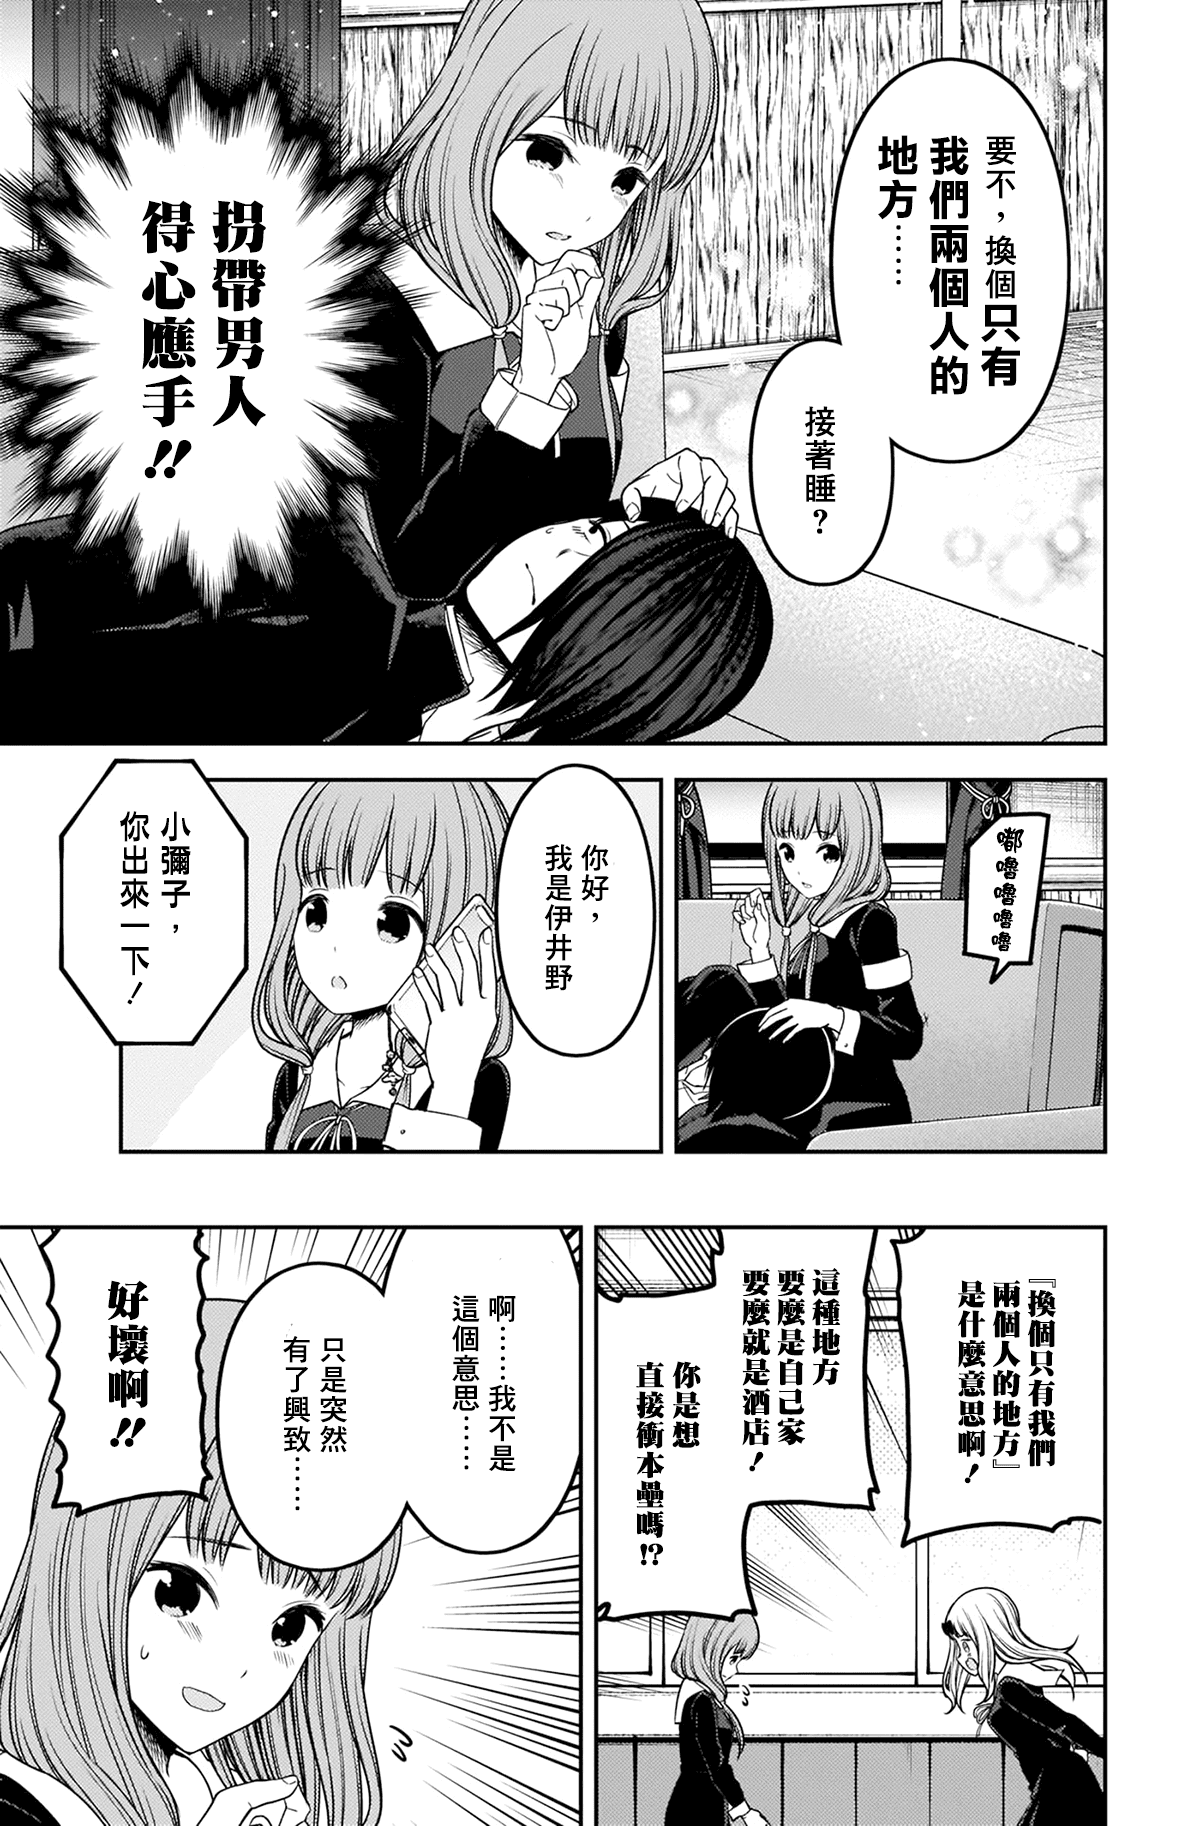 要不，換個只有
我們兩個人的
地方⋯⋯
接著睡？
拐帶男人
得心應手！！
嘟嚕嚕嚕嚕
你好，
我是伊井野
小彌子，
你出來一下！
『換個只有我們
兩個人的地方』
是什麼意思啊！
這種地方
要麼是自己家
要麼就是酒店！
你是想
直接衝本壘嗎！？
啊⋯⋯我不是
這個意思⋯⋯
只是突然
有了興致⋯⋯
好壞啊！！